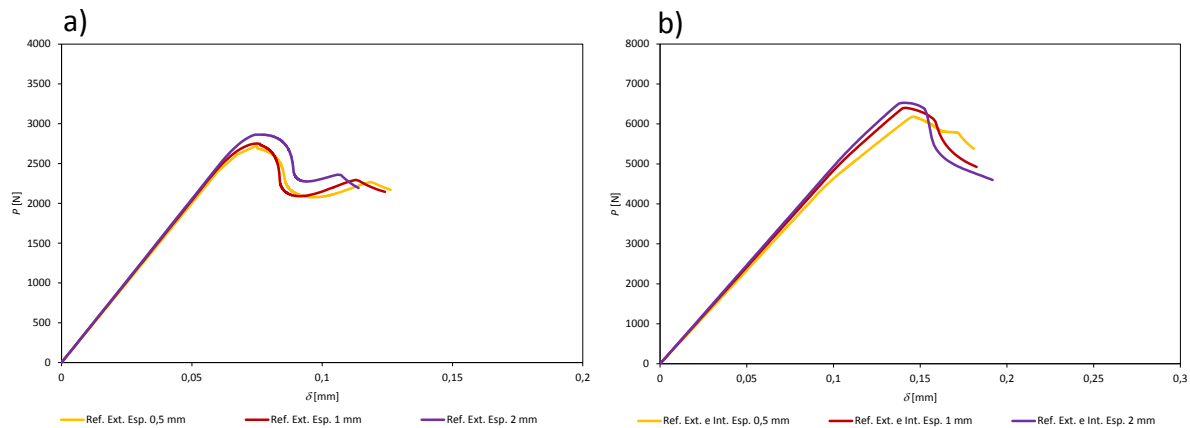 a)
4000
3500
3000
2500
2000
1500
1000
500
0
P [N]
0 0,05 0,1 0,15 0,2
δ [mm]
Ref. Ext. Esp. 0,5 mm Ref. Ext. Esp. 1 mm Ref. Ext. Esp. 2 mm
b)
8000
7000
6000
5000
4000
3000
2000
1000
0
P [N]
0 0,05 0,1 0,15 0,2 0,25 0,3
δ [mm]
Ref. Ext. e Int. Esp. 0,5 mm Ref. Ext. e Int. Esp. 1 mm Ref. Ext. e Int. Esp. 2 mm